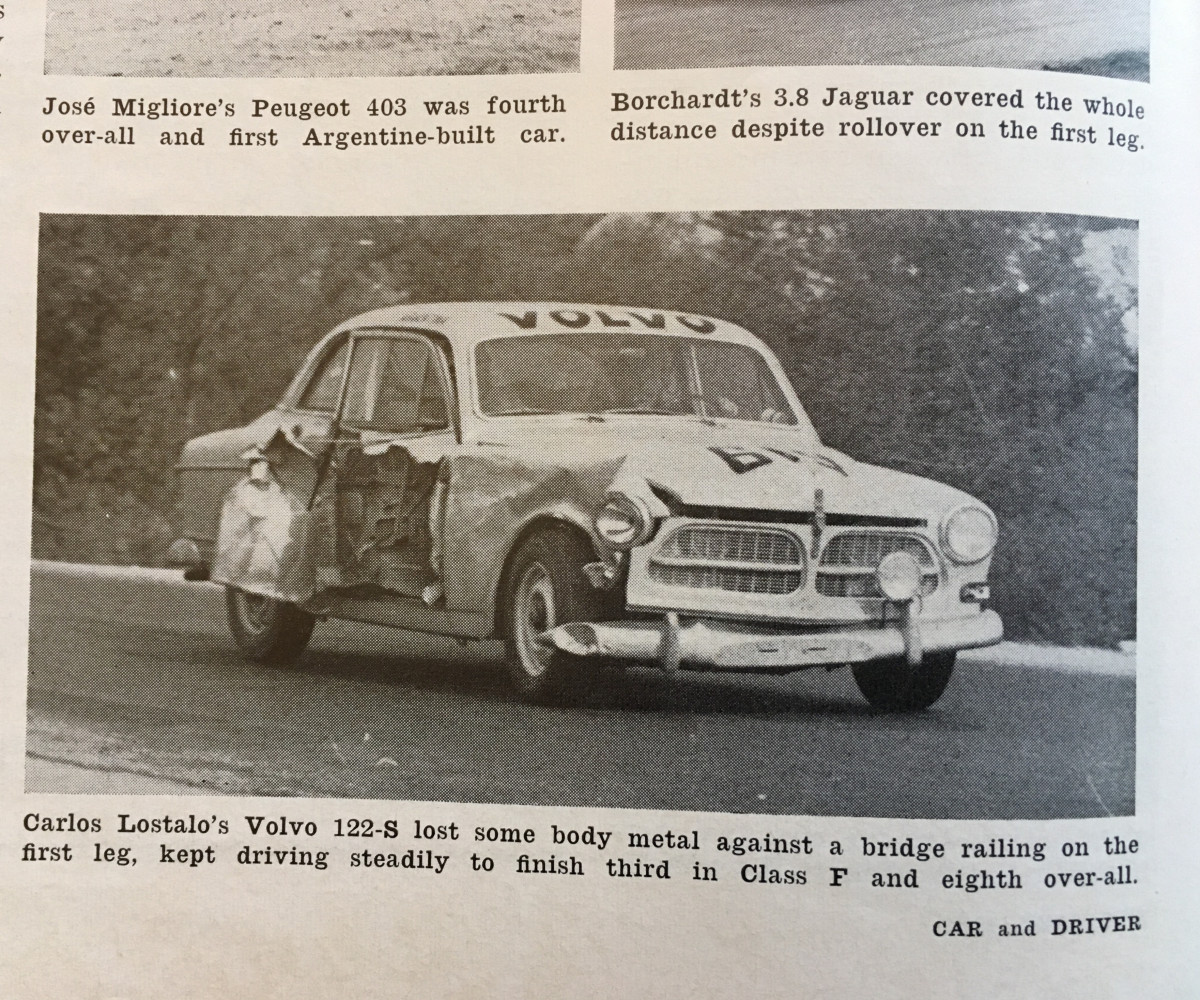 José Migliore's Peugeot 403 was fourth
over-all and first Argentine-built car.
Borchardt's 3.8 Jaguar covered the whole
distance despite rollover on the first leg.
VOLVO
Carlos Lostalo's Volvo 122-S lost some body metal against a bridge railing on the
first leg, kept driving steadily to finish third in Class F and eighth over-all.
CAR and DRIVER